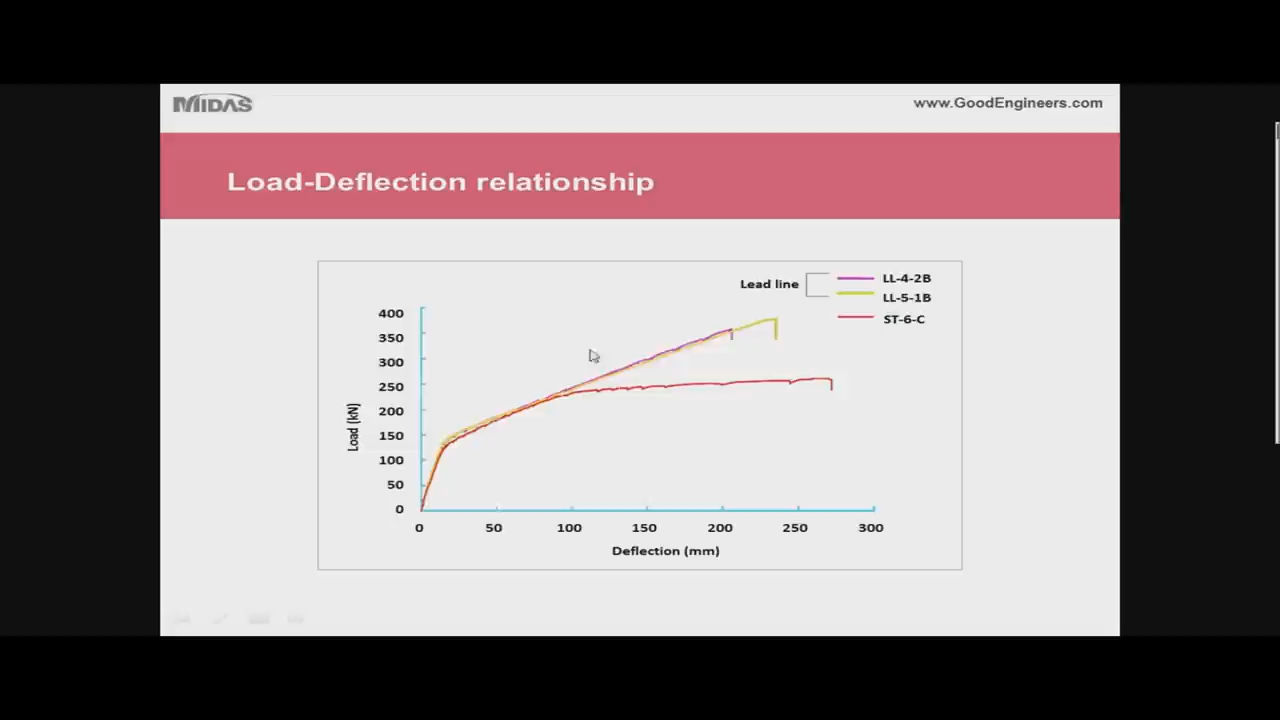 MIDAS
www.GoodEngineers.com
Load-Deflection relationship
Lead line
LL-4-2B
LL-5-1B
ST-6-C
400
350
300
250
200
150
100
50
0
Load (kN)
0 50 100 150 200 250 300
Deflection (mm)